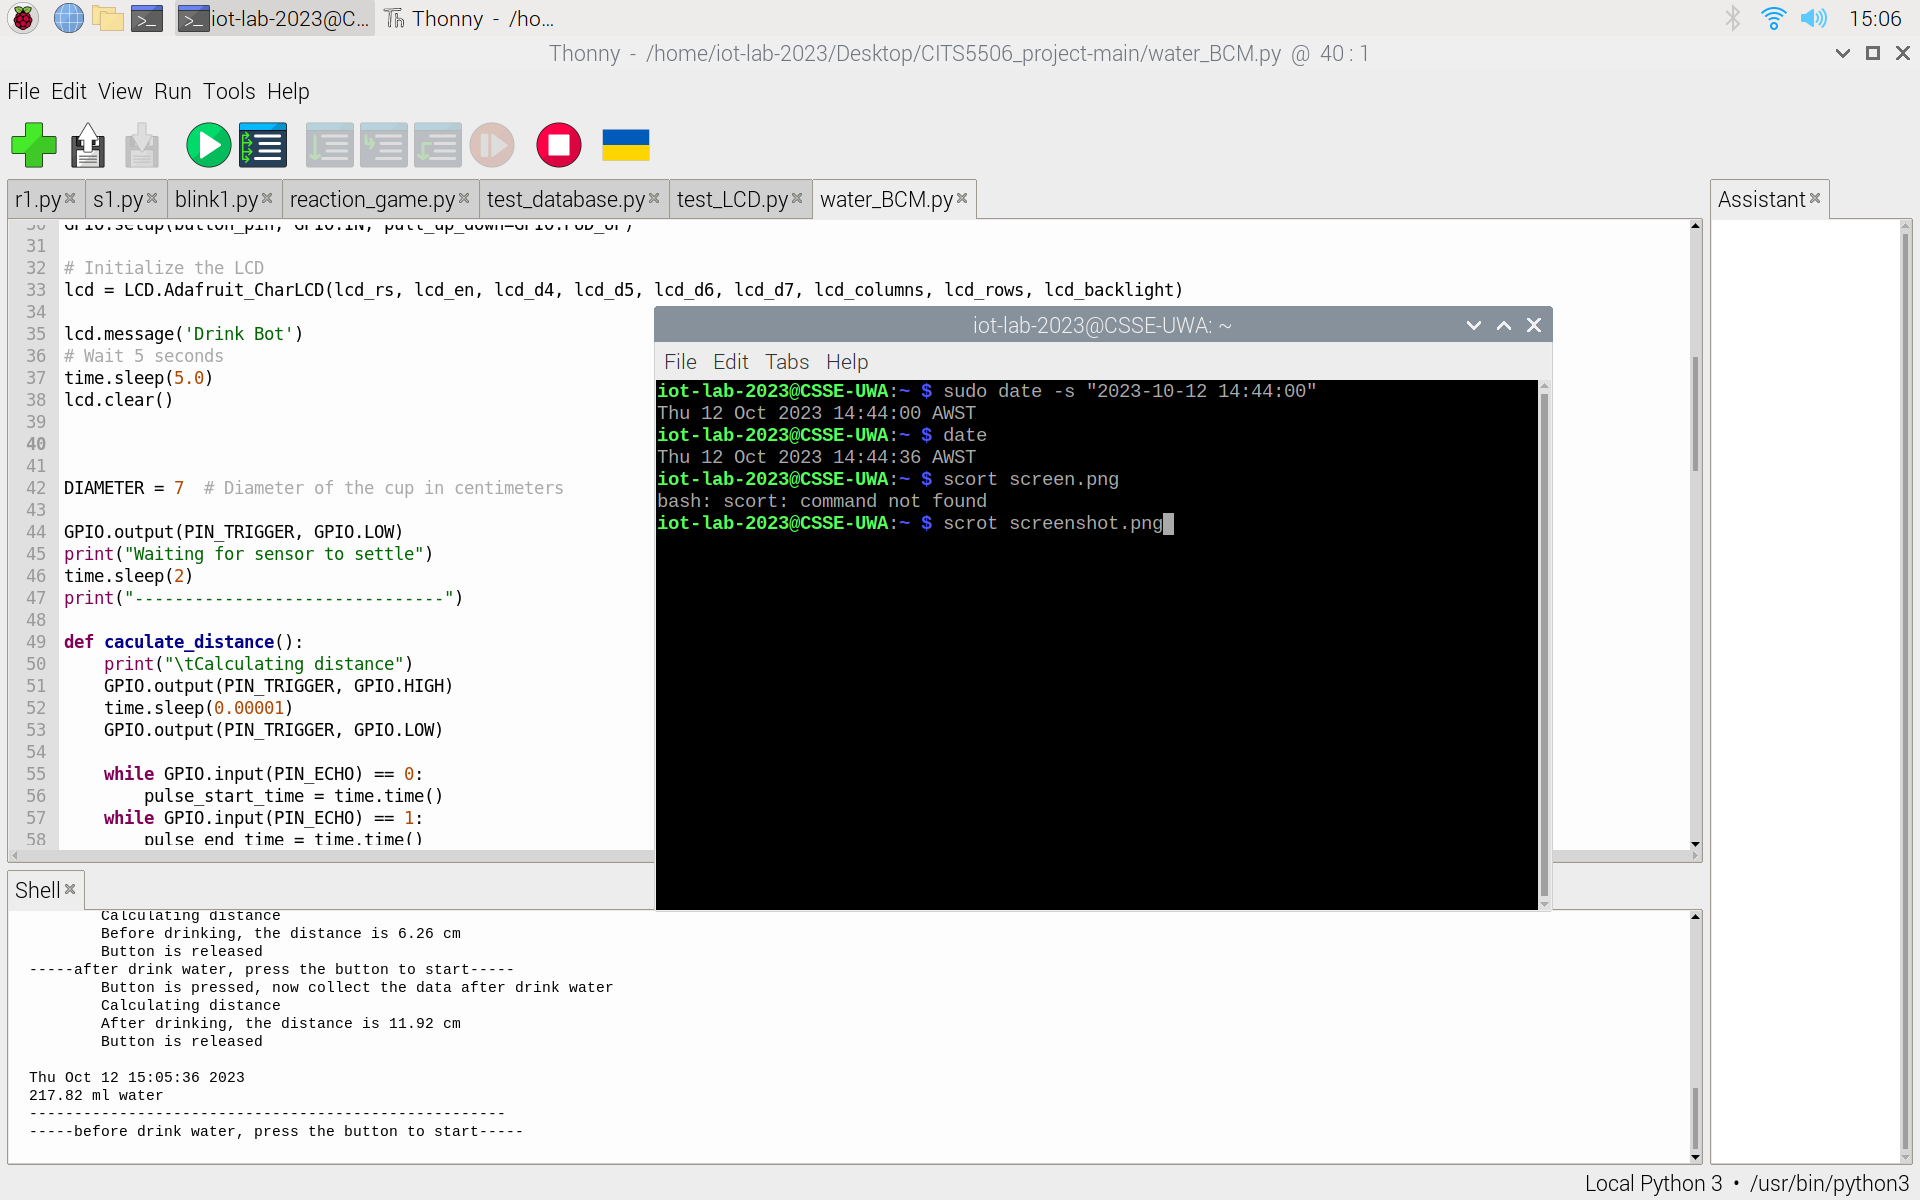 iot-lab-2023@C... Thonny - /ho... 15:06
Thonny - /home/iot-lab-2023/Desktop/CITS5506_project-main/water_BCM.py @ 40 : 1
File Edit View Run Tools Help
r1.py s1.py blink1.py reaction_game.py test_database.py test_LCD.py water_BCM.py Assistant
30 GPIO.setup(button_pin, GPIO.IN, pull_up_down=GPIO.PUD_UP)
31
32 # Initialize the LCD
33 lcd = LCD.Adafruit_CharLCD(lcd_rs, lcd_en, lcd_d4, lcd_d5, lcd_d6, lcd_d7, lcd_columns, lcd_rows, lcd_backlight)
34
35 lcd.message('Drink Bot')
36 # Wait 5 seconds
37 time.sleep(5.0)
38 lcd.clear()
39
40
41
42 DIAMETER = 7  # Diameter of the cup in centimeters
43
44 GPIO.output(PIN_TRIGGER, GPIO.LOW)
45 print("Waiting for sensor to settle")
46 time.sleep(2)
47 print("-------------------------------")
48
49 def caculate_distance():
50     print("\tCalculating distance")
51     GPIO.output(PIN_TRIGGER, GPIO.HIGH)
52     time.sleep(0.00001)
53     GPIO.output(PIN_TRIGGER, GPIO.LOW)
54
55     while GPIO.input(PIN_ECHO) == 0:
56         pulse_start_time = time.time()
57     while GPIO.input(PIN_ECHO) == 1:
58         pulse_end_time = time.time()
iot-lab-2023@CSSE-UWA: ~
File Edit Tabs Help
iot-lab-2023@CSSE-UWA:~ $ sudo date -s "2023-10-12 14:44:00"
Thu 12 Oct 2023 14:44:00 AWST
iot-lab-2023@CSSE-UWA:~ $ date
Thu 12 Oct 2023 14:44:36 AWST
iot-lab-2023@CSSE-UWA:~ $ scort screen.png
bash: scort: command not found
iot-lab-2023@CSSE-UWA:~ $ scrot screenshot.png
Shell
Calculating distance
Before drinking, the distance is 6.26 cm
Button is released
-----after drink water, press the button to start-----
Button is pressed, now collect the data after drink water
Calculating distance
After drinking, the distance is 11.92 cm
Button is released
Thu Oct 12 15:05:36 2023
217.82 ml water
-----------------------------------------------------
-----before drink water, press the button to start-----
Local Python 3 • /usr/bin/python3